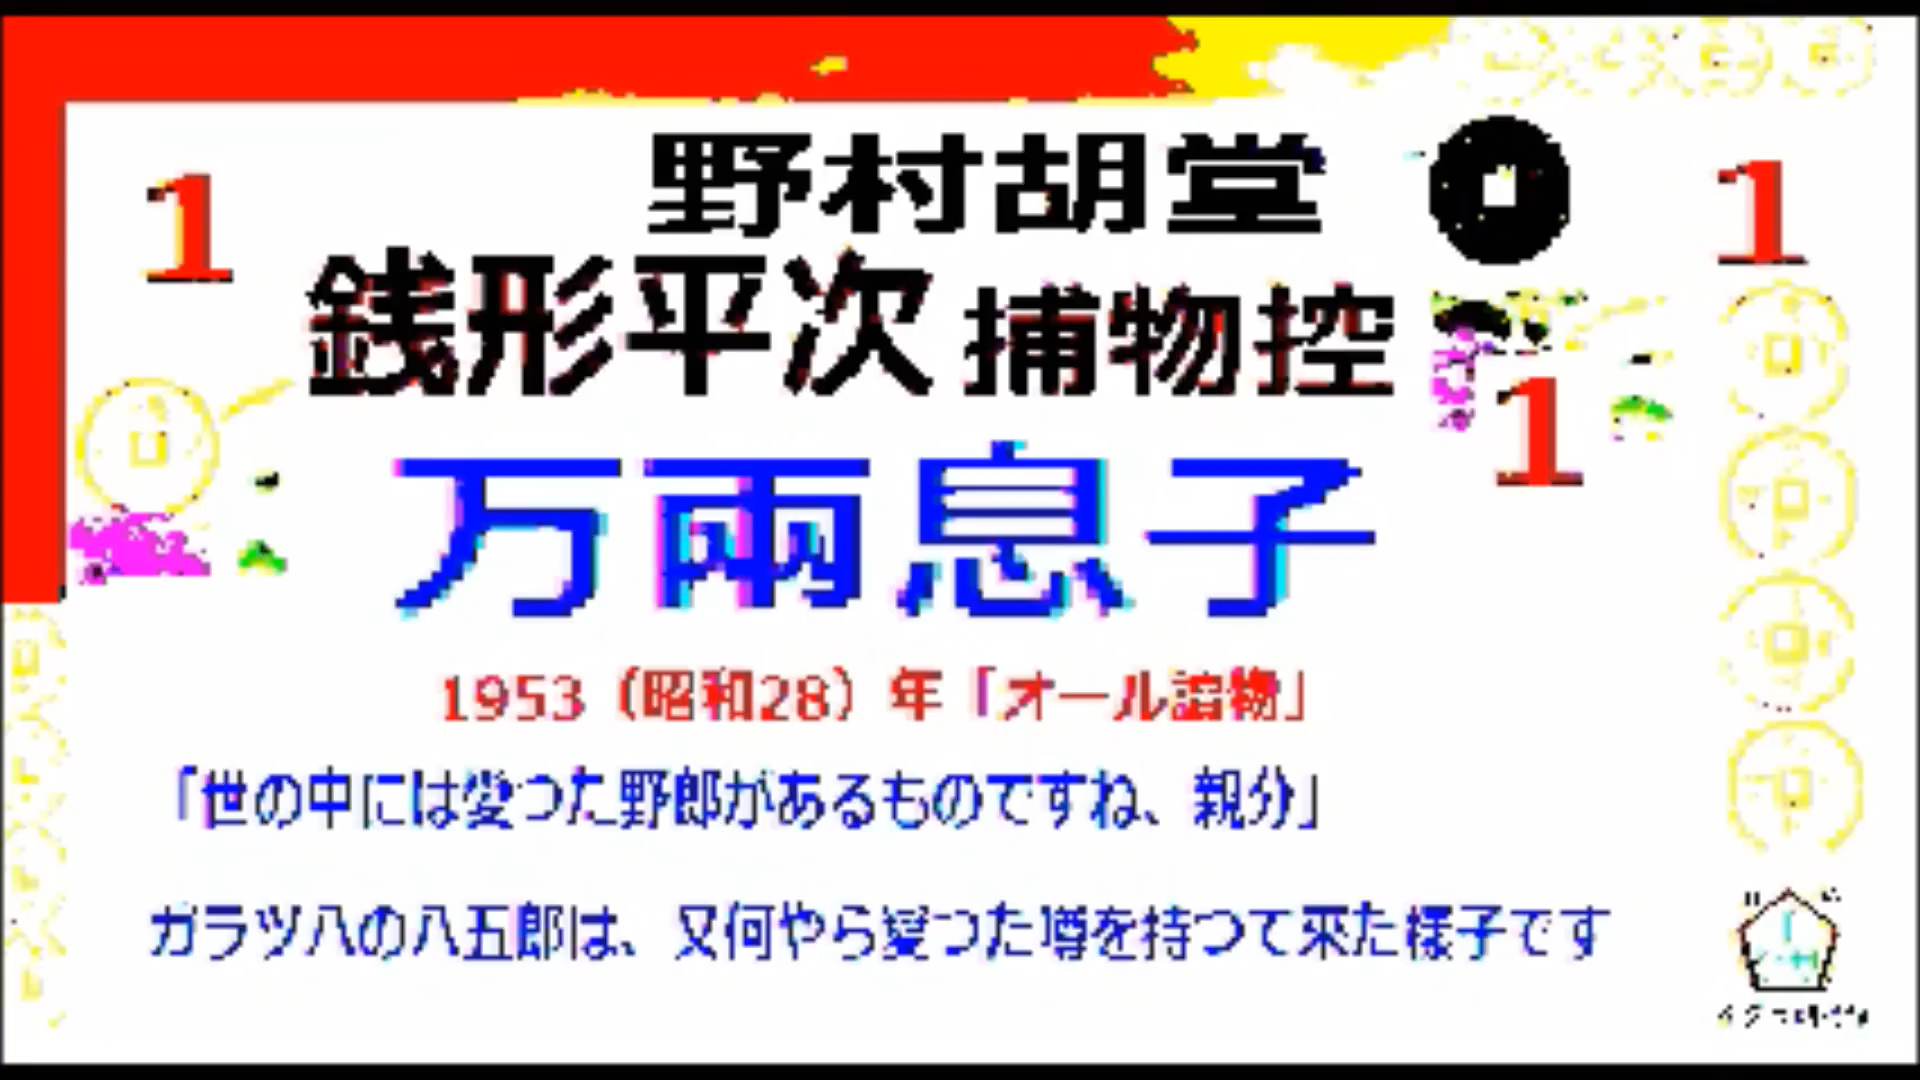 野村胡堂
1
1
銭形平次 捕物控
1
万両息子
1953（昭和28）年「オール讀物」
「世の中には變つた野郎があるものですね、親分」
ガラツ八の八五郎は、又何やら變つた噂を持つて來た様子です